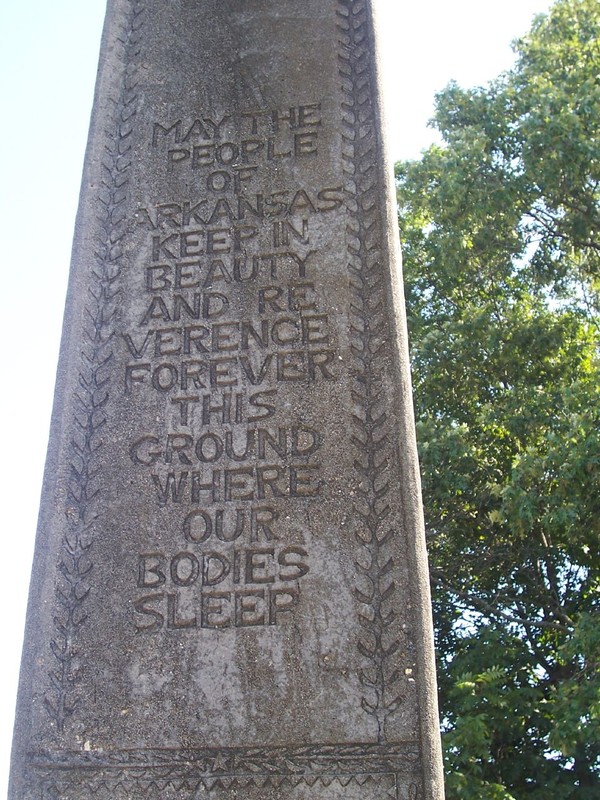 MAY THE
PEOPLE
OF
ARKANSAS
KEEP IN
BEAUTY
AND RE
VERENCE
FOREVER
THIS
GROUND
WHERE
OUR
BODIES
SLEEP